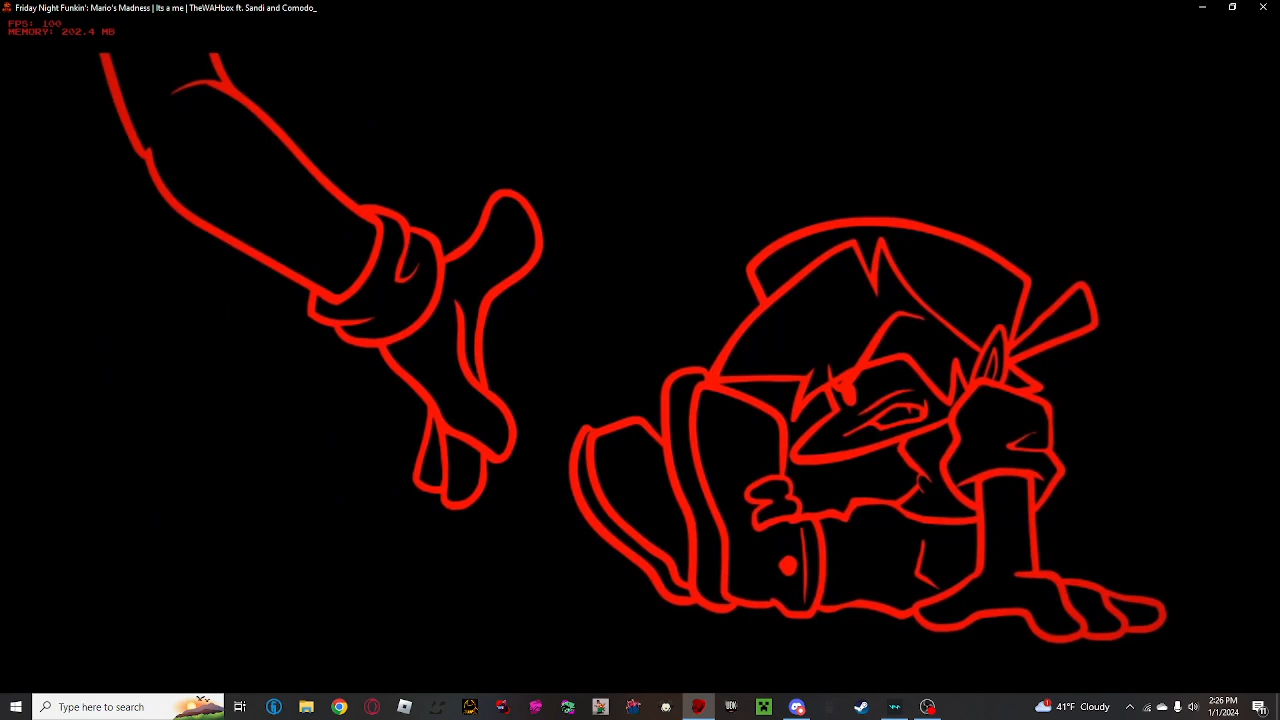 Friday Night Funkin': Mario's Madness | Its a me | TheWAHbox ft. Sandi and Comodo_
FPS: 100
MEMORY: 202.4 MB
Type here to search
41°F Cloudy
2:26 PM
1/1/2024